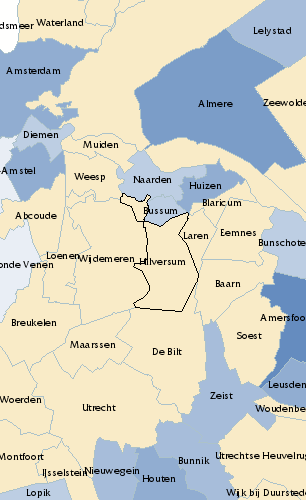 dsmeer
Waterland
Lelystad
Amsterdam
Almere
Zeewolde
Diemen
Muiden
-Amstel
Weesp
Naarden
Huizen
Blaricum
Abcoude
Bussum
Laren
Eemnes
Bunschote
Loenen
Wijdemeren
Hilversum
onde Venen
Baarn
Breukelen
Amersfoo
Maarssen
De Bilt
Soest
Leusden
Woerden
Utrecht
Zeist
Woudenbe
Montfoort
IJsselstein
Nieuwegein
Bunnik
Utrechtse Heuvelrug
Houten
Lopik
Wijk bij Duurstede